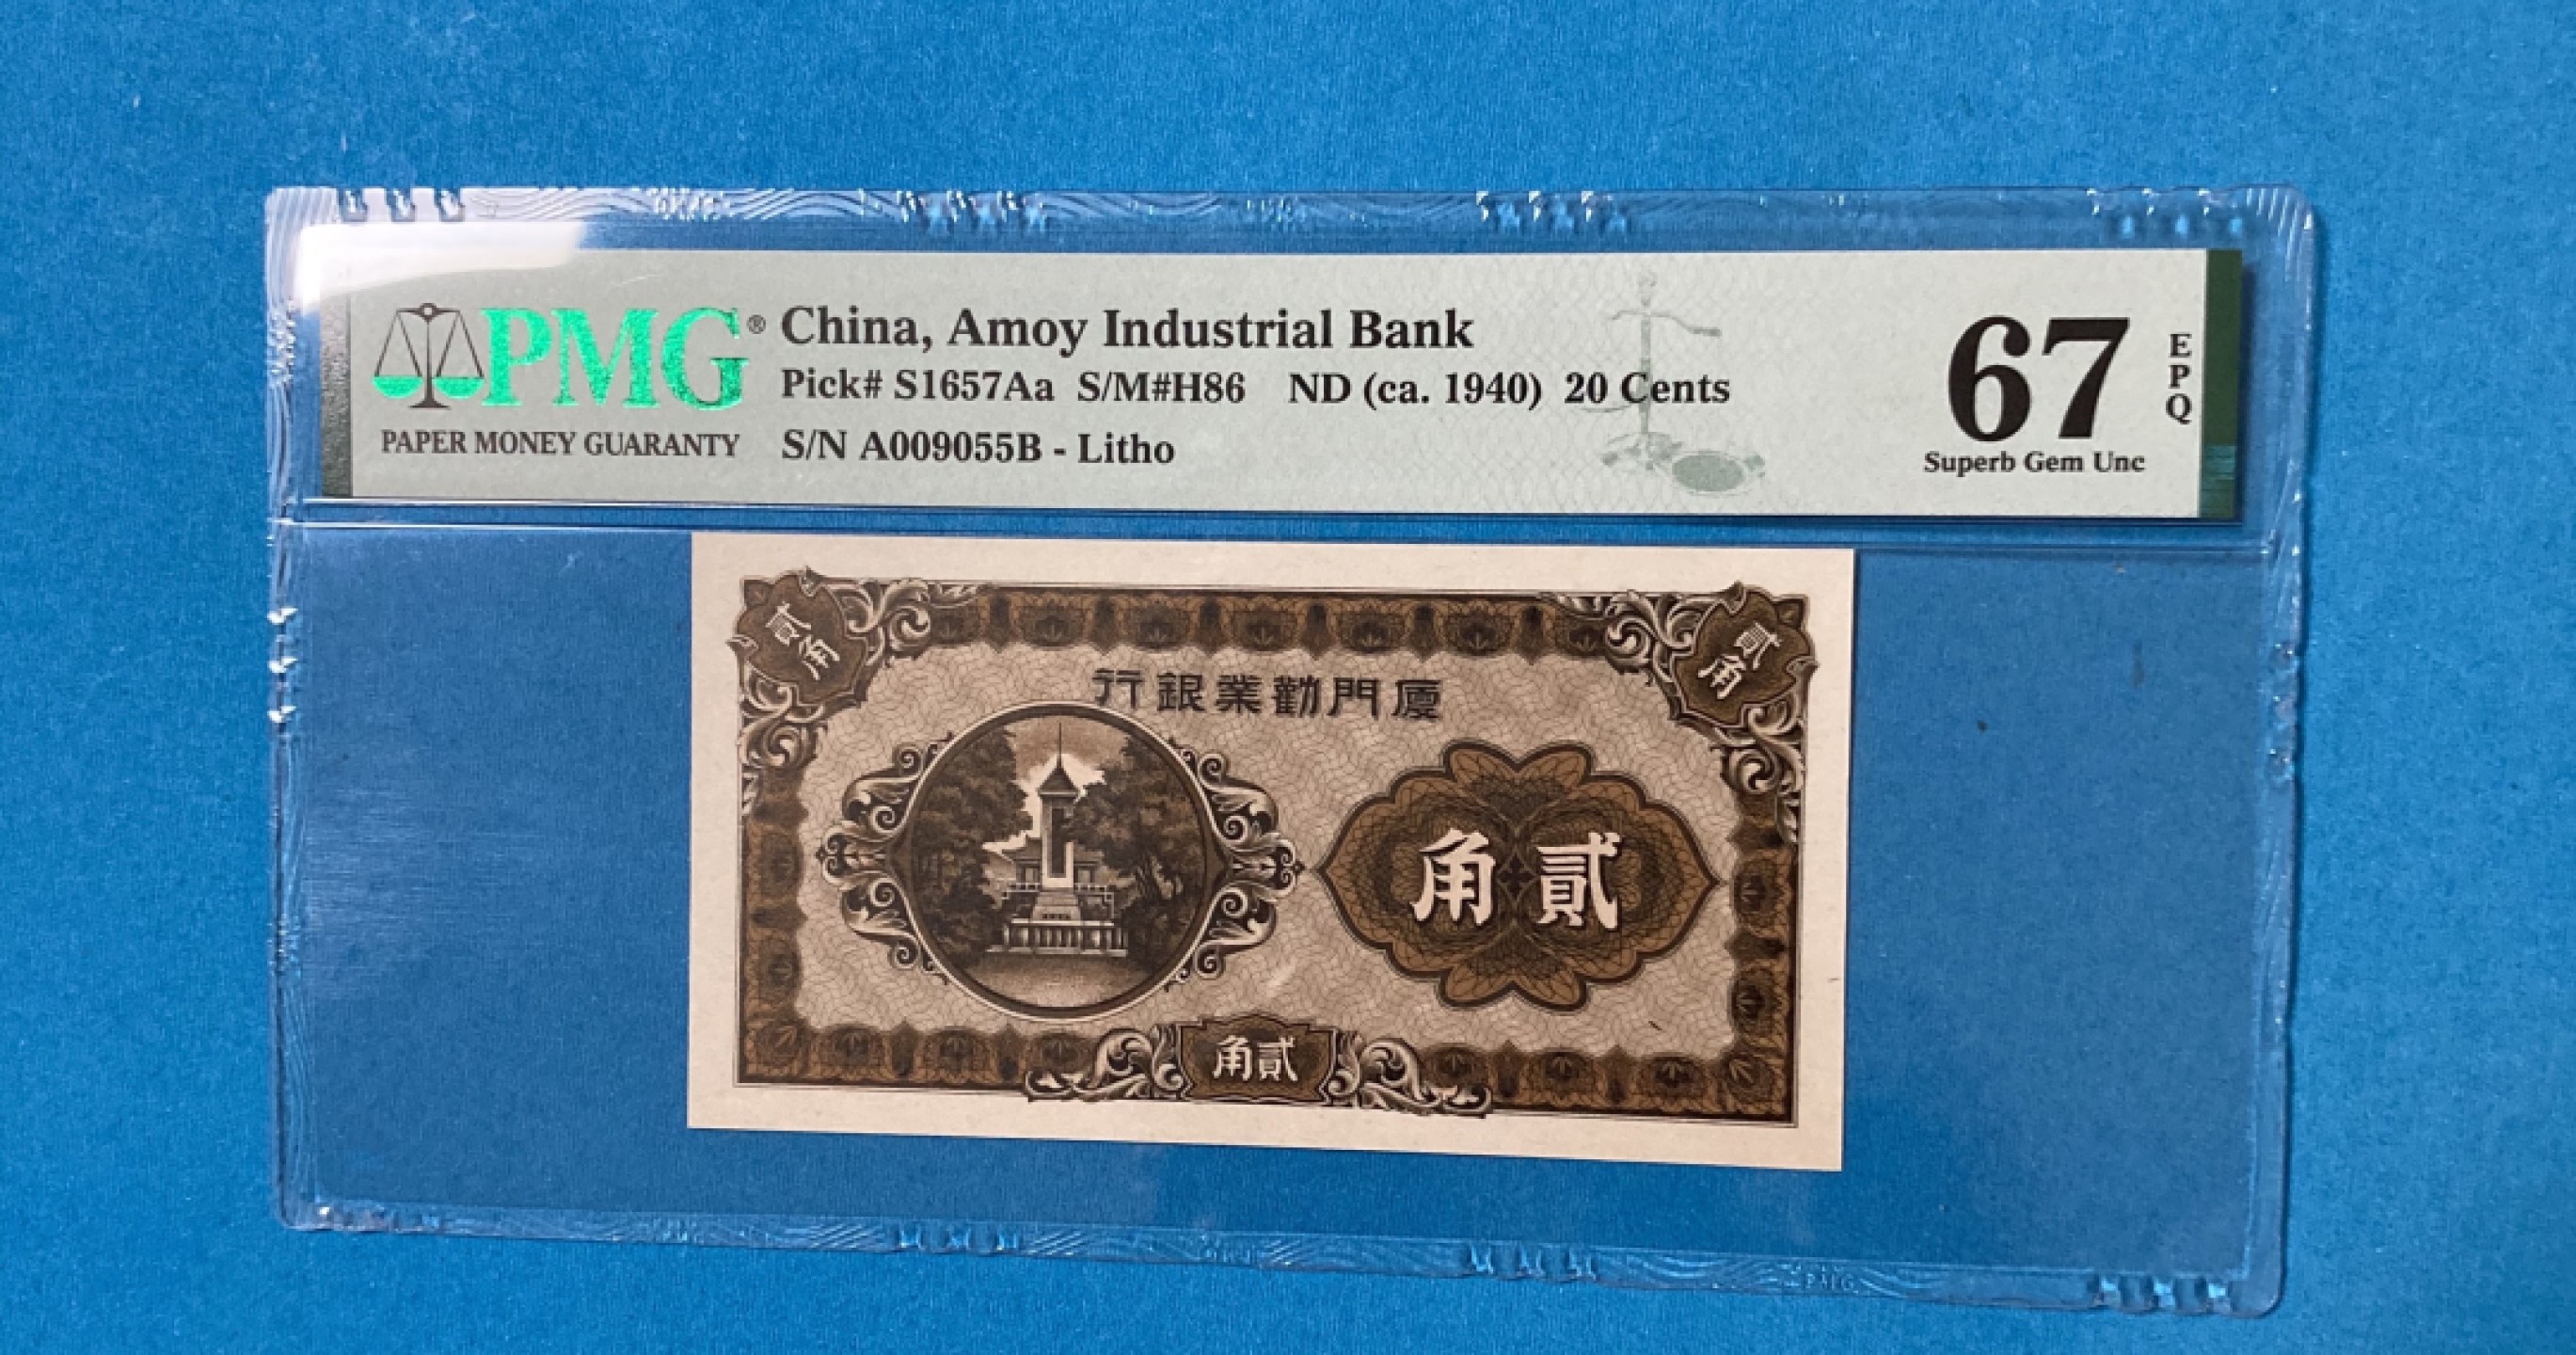 PMG® China, Amoy Industrial Bank
Pick# S1657Aa S/M#H86 ND (ca. 1940) 20 Cents
PAPER MONEY GUARANTY S/N A009055B - Litho
67
EPQ
Superb Gem Unc
貳角
貳角
行銀業勸門廈
角貳
角貳
PMG